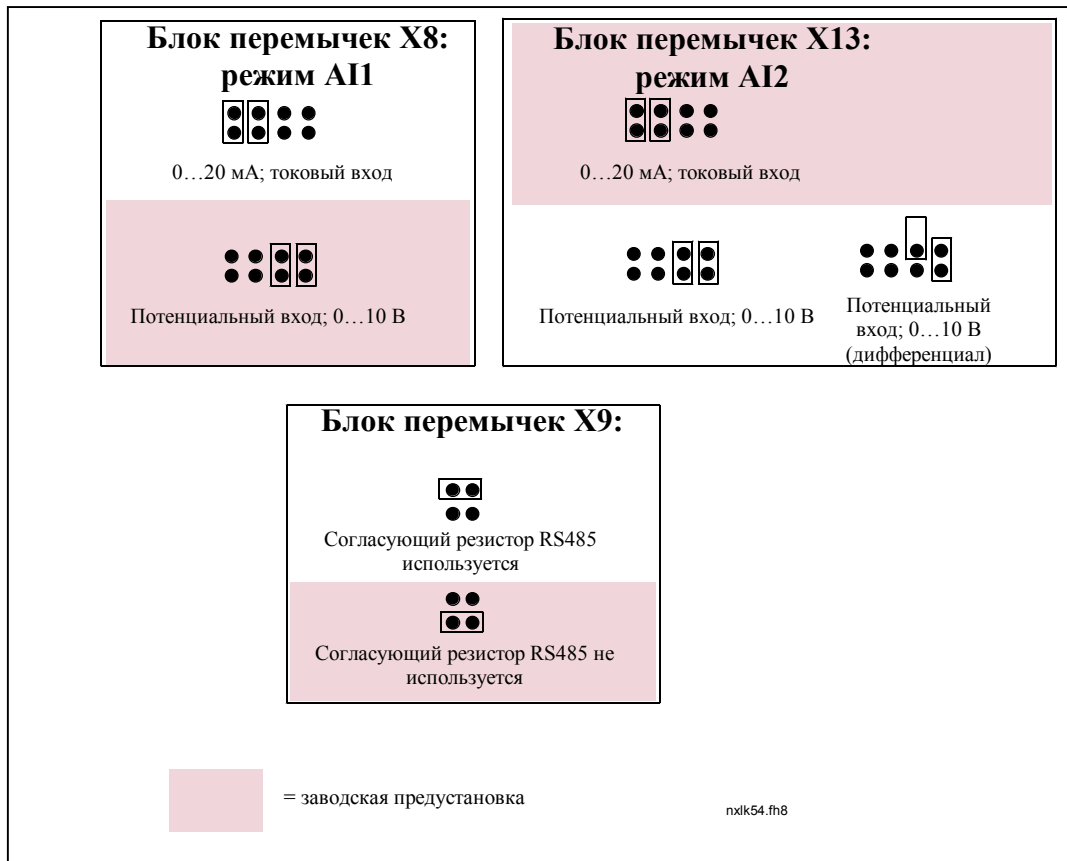 Блок перемычек X8:
режим AI1
0…20 мА; токовый вход
Потенциальный вход; 0…10 В
Блок перемычек X13:
режим AI2
0…20 мА; токовый вход
Потенциальный вход; 0…10 В
Потенциальный
вход; 0…10 В
(дифференциал)
Блок перемычек X9:
Согласующий резистор RS485
используется
Согласующий резистор RS485 не
используется
= заводская предустановка
nxlk54.fh8